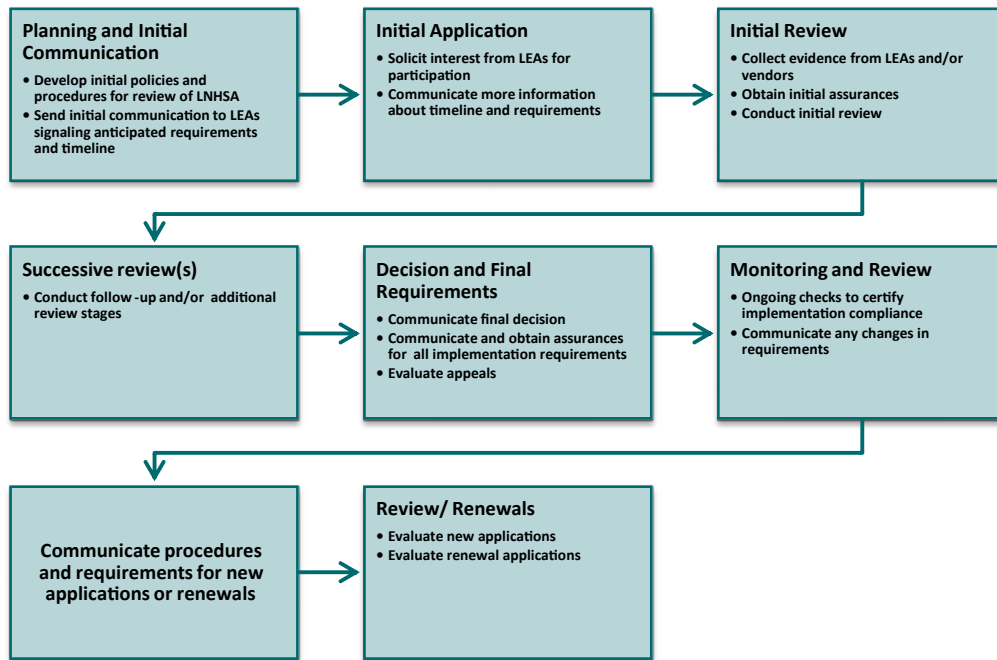 Planning and Initial
Communication
• Develop initial policies and
procedures for review of LNHSA
• Send initial communication to LEAs
signaling anticipated requirements
and timeline
Initial Application
• Solicit interest from LEAs for
participation
• Communicate more information
about timeline and requirements
Initial Review
• Collect evidence from LEAs and/or
vendors
• Obtain initial assurances
• Conduct initial review
Successive review(s)
• Conduct follow -up and/or additional
review stages
Decision and Final
Requirements
• Communicate final decision
• Communicate and obtain assurances
for all implementation requirements
• Evaluate appeals
Monitoring and Review
• Ongoing checks to certify
implementation compliance
• Communicate any changes in
requirements
Communicate procedures
and requirements for new
applications or renewals
Review/ Renewals
• Evaluate new applications
• Evaluate renewal applications